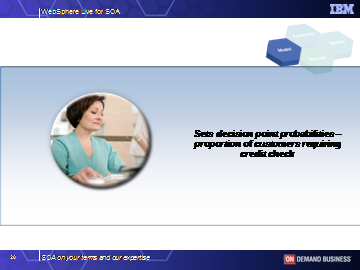 WebSphere Live for SOA
IBM
Model
Sets decision point probabilities –
proportion of customers requiring
credit check
20
SOA on your terms and our expertise
ON DEMAND BUSINESS